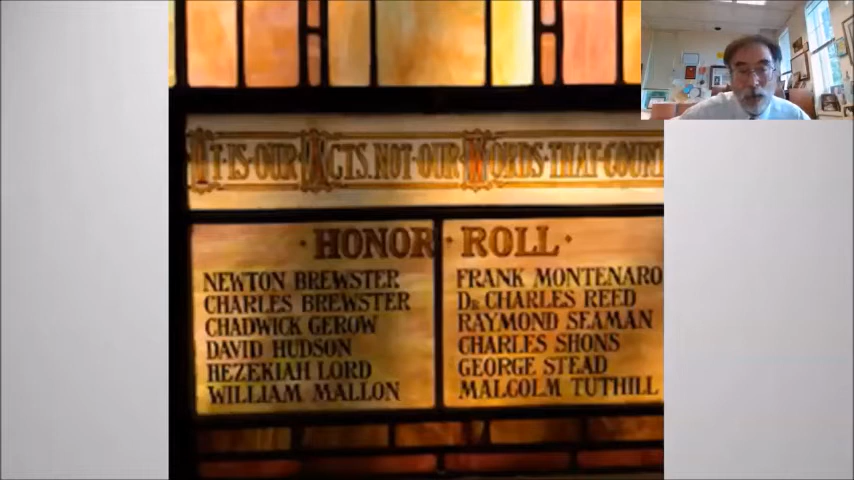 IT·IS·OUR·ACTS·NOT·OUR·WORDS·THAT·COUNT
·HONOR·ROLL·
NEWTON BREWSTER
CHARLES BREWSTER
CHADWICK GEROW
DAVID HUDSON
HEZEKIAH LORD
WILLIAM MALLON
FRANK MONTENARO
DR CHARLES REED
RAYMOND SEAMAN
CHARLES SHONS
GEORGE STEAD
MALCOLM TUTHILL